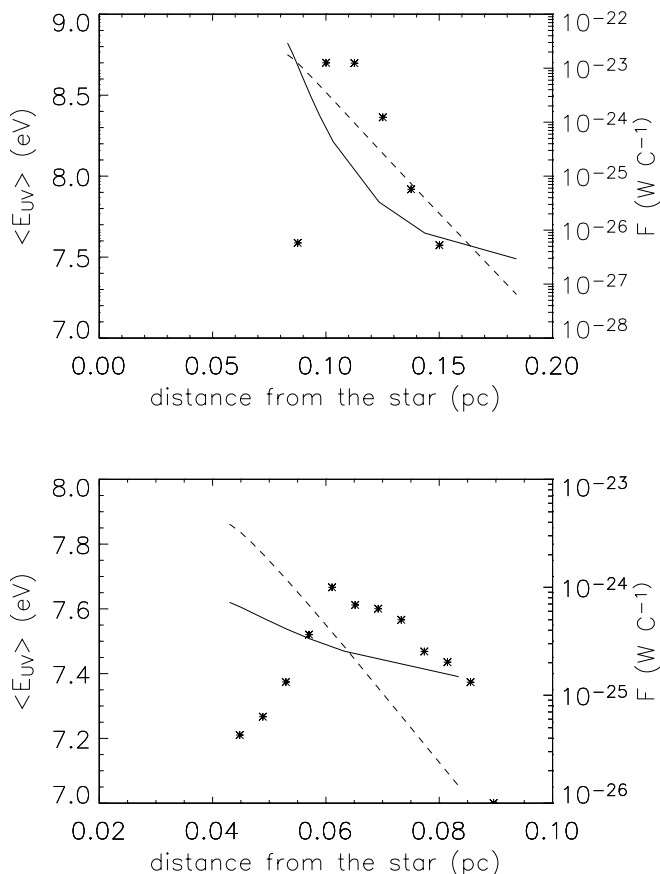 9.0
8.5
8.0
7.5
7.0
<E_UV> (eV)
10^−22
10^−23
10^−24
10^−25
10^−26
10^−27
10^−28
F (W C^−1)
0.00 0.05 0.10 0.15 0.20
distance from the star (pc)
8.0
7.8
7.6
7.4
7.2
7.0
<E_UV> (eV)
10^−23
10^−24
10^−25
10^−26
F (W C^−1)
0.02 0.04 0.06 0.08 0.10
distance from the star (pc)